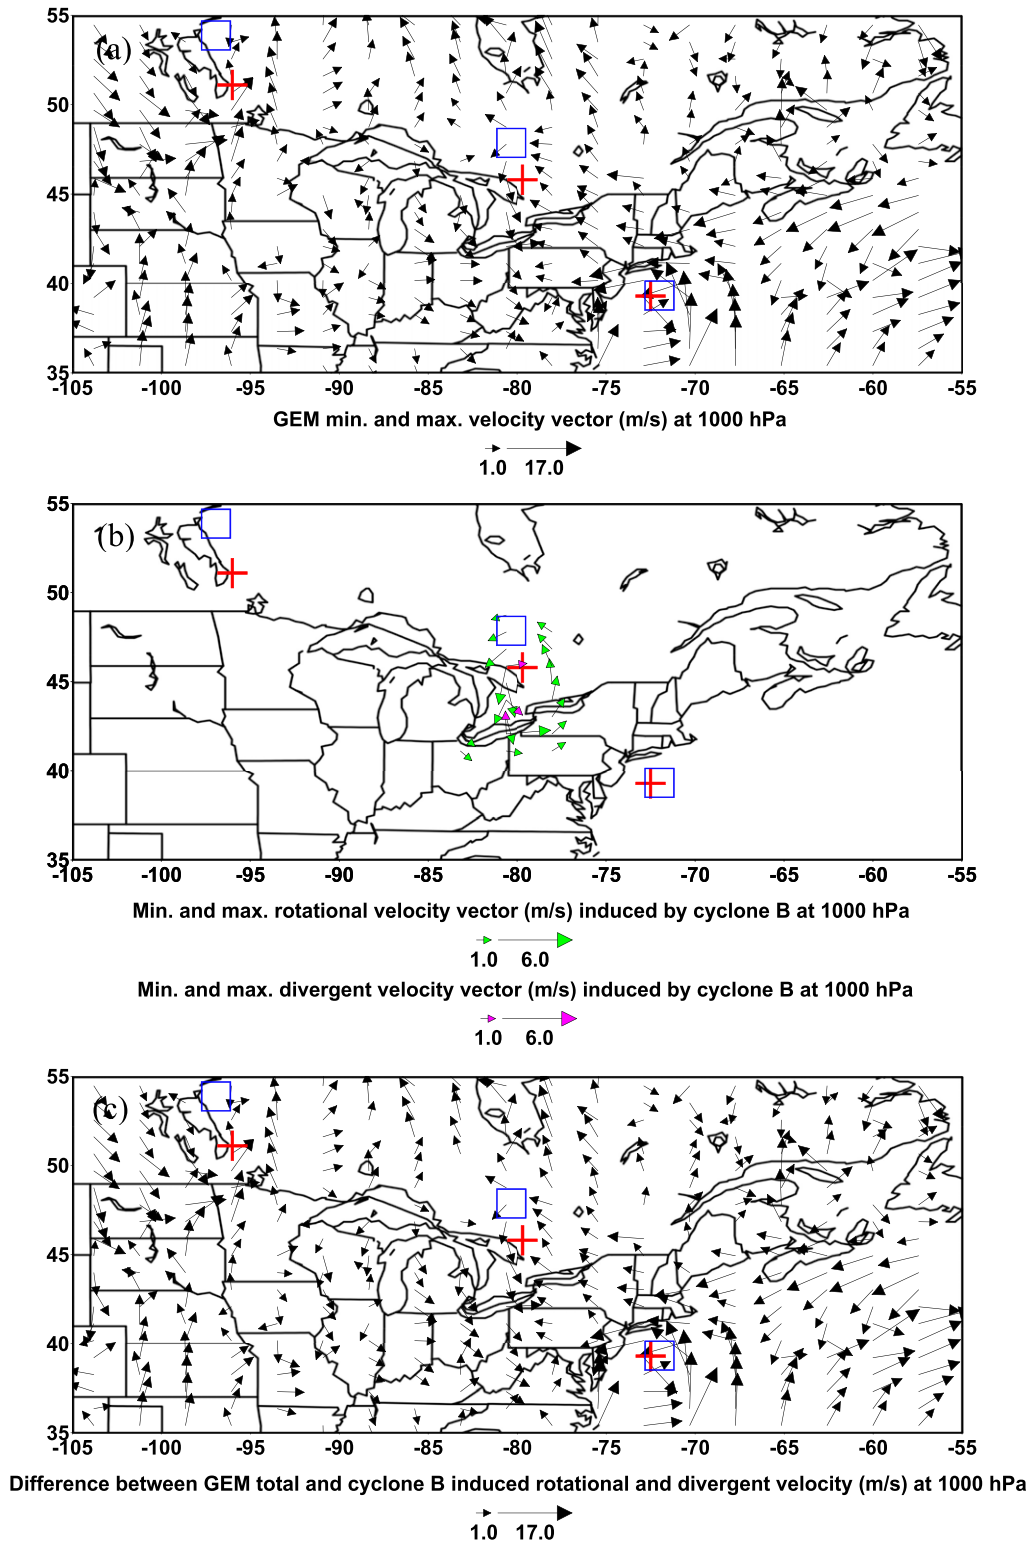 55
(a)
50
45
40
35
-105 -100 -95 -90 -85 -80 -75 -70 -65 -60 -55
GEM min. and max. velocity vector (m/s) at 1000 hPa
1.0 17.0
55
(b)
50
45
40
35
-105 -100 -95 -90 -85 -80 -75 -70 -65 -60 -55
Min. and max. rotational velocity vector (m/s) induced by cyclone B at 1000 hPa
1.0 6.0
Min. and max. divergent velocity vector (m/s) induced by cyclone B at 1000 hPa
1.0 6.0
55
(c)
50
45
40
35
-105 -100 -95 -90 -85 -80 -75 -70 -65 -60 -55
Difference between GEM total and cyclone B induced rotational and divergent velocity (m/s) at 1000 hPa
1.0 17.0